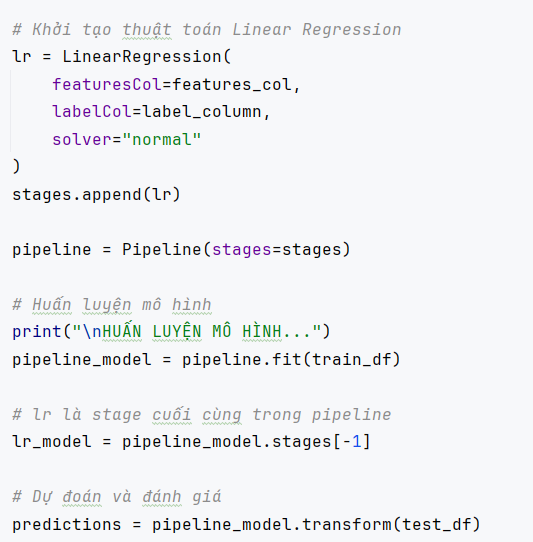 # Khởi tạo thuật toán Linear Regression
lr = LinearRegression(
    featuresCol=features_col,
    labelCol=label_column,
    solver="normal"
)
stages.append(lr)

pipeline = Pipeline(stages=stages)

# Huấn luyện mô hình
print("\nHUẤN LUYỆN MÔ HÌNH...")
pipeline_model = pipeline.fit(train_df)

# lr là stage cuối cùng trong pipeline
lr_model = pipeline_model.stages[-1]

# Dự đoán và đánh giá
predictions = pipeline_model.transform(test_df)